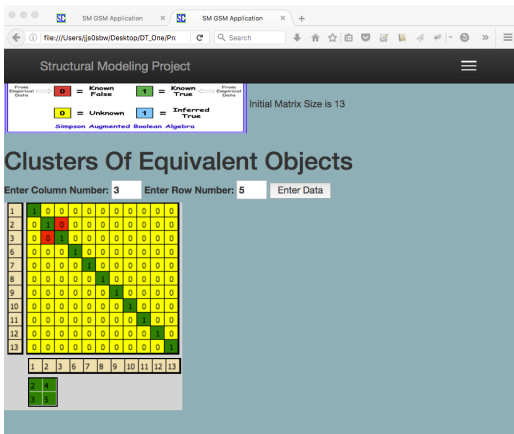 SC SM GSM Application × SC SM GSM Application × +
file:///Users/jjs0sbw/Desktop/DT_One/Pro Search
Structural Modeling Project
From Empirical Data 0 = Known False 1 = Known True From Empirical Data
0 = Unknown 1 = Inferred True
Simpson Augmented Boolean Algebra
Initial Matrix Size is 13
Clusters Of Equivalent Objects
Enter Column Number: 3 Enter Row Number: 5 Enter Data
1 1 0 0 0 0 0 0 0 0 0 0
2 0 1 0 0 0 0 0 0 0 0 0
3 0 0 1 0 0 0 0 0 0 0 0
6 0 0 0 1 0 0 0 0 0 0 0
7 0 0 0 0 1 0 0 0 0 0 0
8 0 0 0 0 0 1 0 0 0 0 0
9 0 0 0 0 0 0 1 0 0 0 0
10 0 0 0 0 0 0 0 1 0 0 0
11 0 0 0 0 0 0 0 0 1 0 0
12 0 0 0 0 0 0 0 0 0 1 0
13 0 0 0 0 0 0 0 0 0 0 1
1 2 3 6 7 8 9 10 11 12 13
2 4
3 5